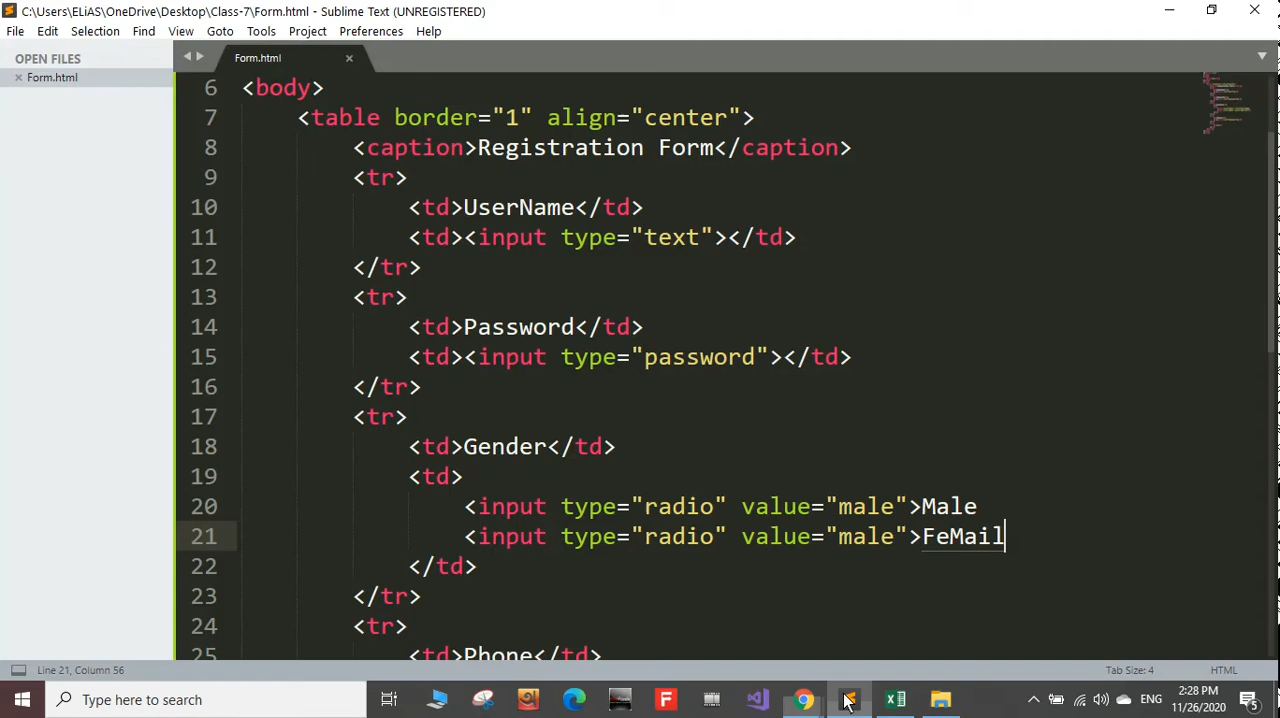 C:\Users\ELiAS\OneDrive\Desktop\Class-7\Form.html - Sublime Text (UNREGISTERED)
File Edit Selection Find View Goto Tools Project Preferences Help
OPEN FILES
Form.html
Form.html
6 <body>
7 <table border="1" align="center">
8 <caption>Registration Form</caption>
9 <tr>
10 <td>UserName</td>
11 <td><input type="text"></td>
12 </tr>
13 <tr>
14 <td>Password</td>
15 <td><input type="password"></td>
16 </tr>
17 <tr>
18 <td>Gender</td>
19 <td>
20 <input type="radio" value="male">Male
21 <input type="radio" value="male">FeMail
22 </td>
23 </tr>
24 <tr>
25 <td>Phone</td>
Line 21, Column 56 Tab Size: 4 HTML
Type here to search
F
ENG
2:28 PM
11/26/2020
5